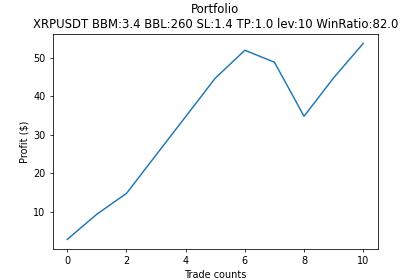 Portfolio
XRPUSDT BBM:3.4 BBL:260 SL:1.4 TP:1.0 lev:10 WinRatio:82.0
Profit ($)
50
40
30
20
10
0 2 4 6 8 10
Trade counts